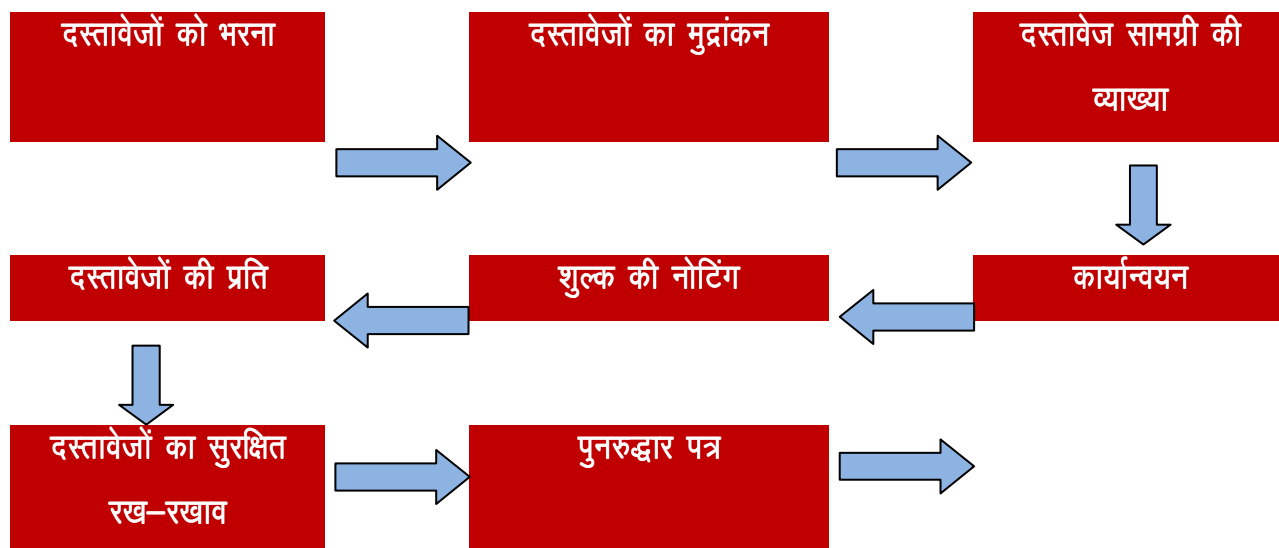 दस्तावेजों को भरना
दस्तावेजों का मुद्रांकन
दस्तावेज सामग्री की
व्याख्या
कार्यान्वयन
शुल्क की नोटिंग
दस्तावेजों की प्रति
दस्तावेजों का सुरक्षित
रख–रखाव
पुनरुद्धार पत्र